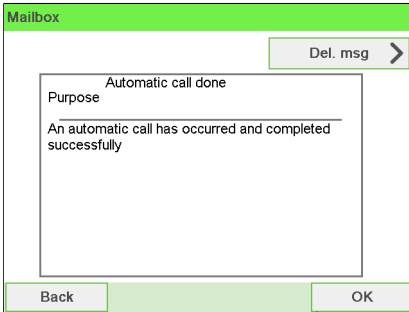 Mailbox
Del. msg
Automatic call done
Purpose
An automatic call has occurred and completed
successfully
Back
OK